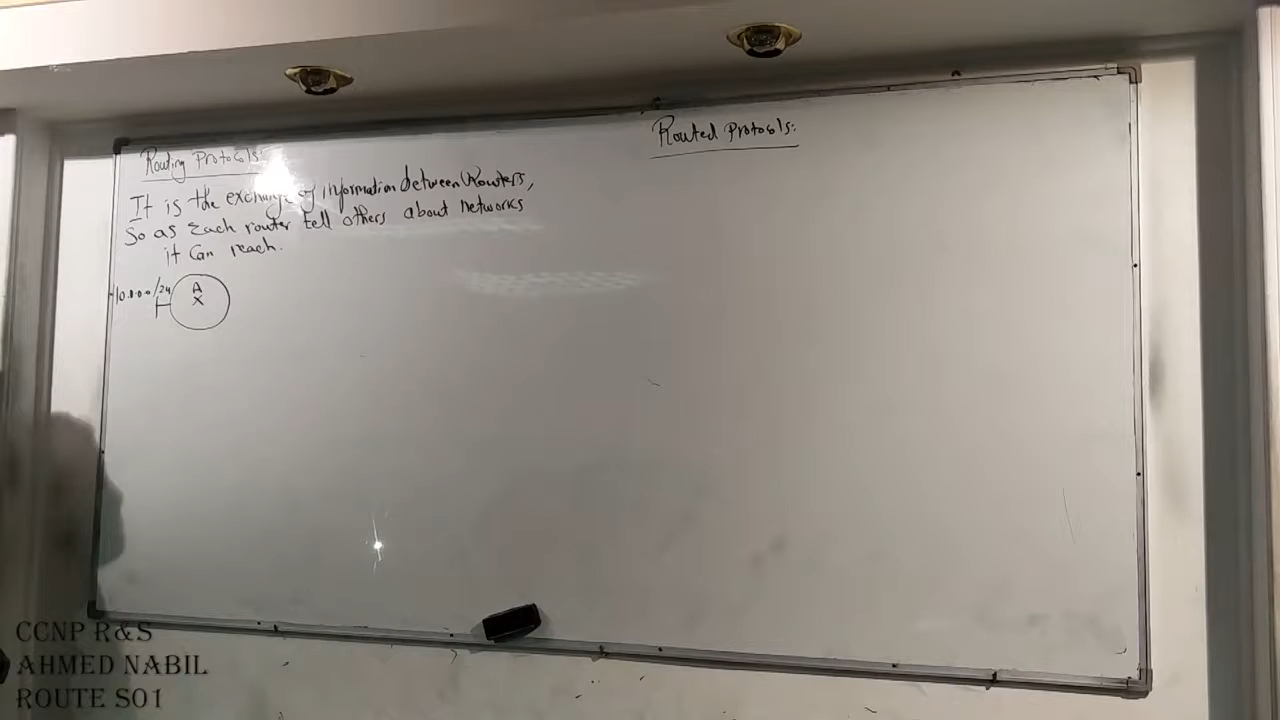 Routing Protocols:
It is the exchange of information between Routers,
So as Each router tell others about networks
it Can reach.
10.0.0.0/24
A
X
Routed Protocols:
CCNP R&S
AHMED NABIL
ROUTE S01